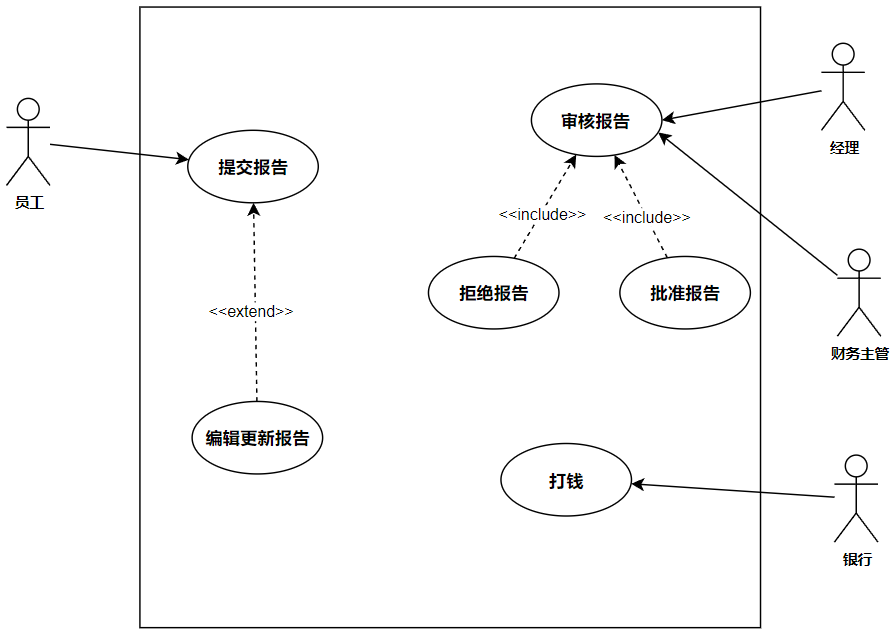 审核报告
经理
提交报告
员工
<<include>>
<<include>>
拒绝报告
批准报告
<<extend>>
财务主管
编辑更新报告
打钱
银行